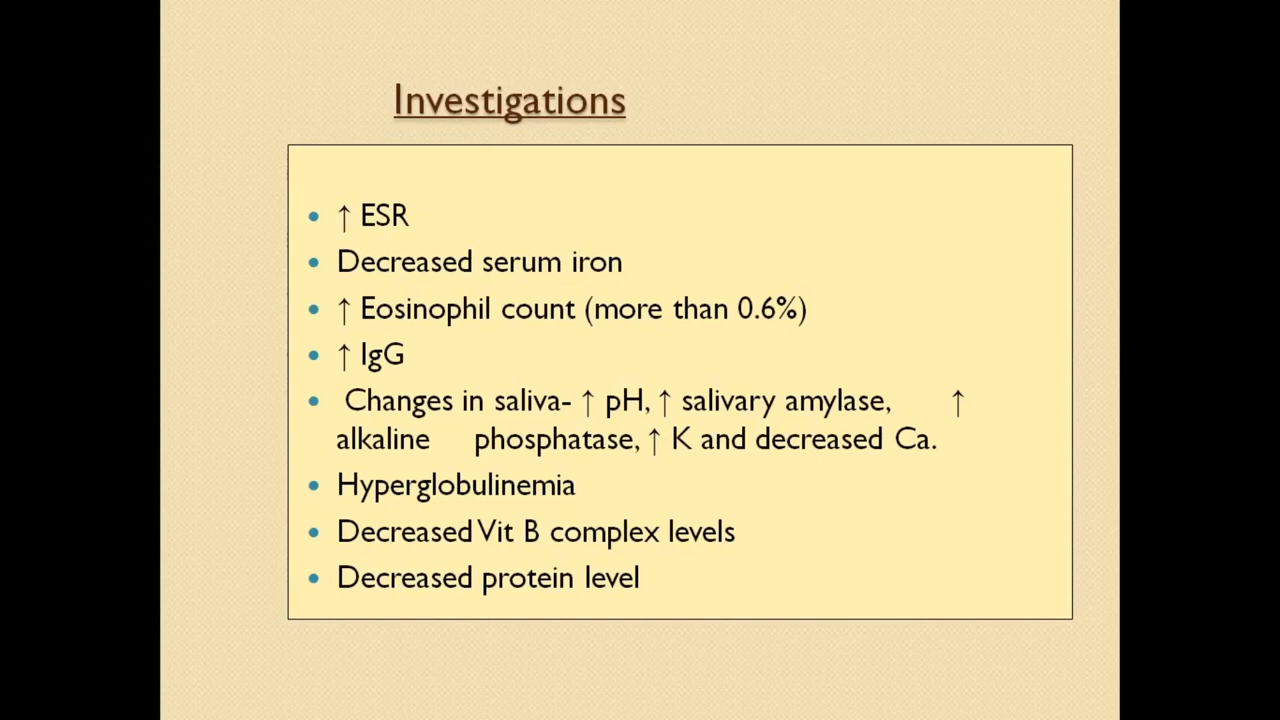 Investigations
• ↑ ESR
• Decreased serum iron
• ↑ Eosinophil count (more than 0.6%)
• ↑ IgG
• Changes in saliva- ↑ pH, ↑ salivary amylase, ↑
alkaline phosphatase, ↑ K and decreased Ca.
• Hyperglobulinemia
• Decreased Vit B complex levels
• Decreased protein level